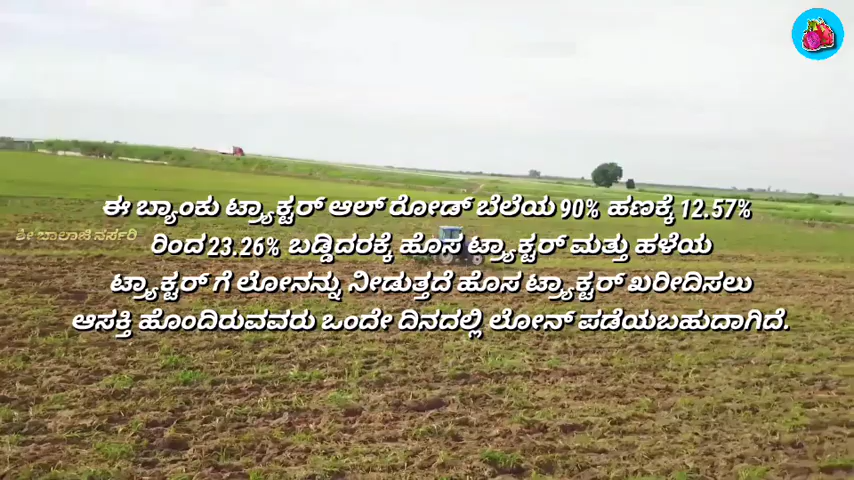 ಈ ಬ್ಯಾಂಕು ಟ್ರ್ಯಾಕ್ಟರ್ ಆಲ್ ರೋಡ್ ಬೆಲೆಯ 90% ಹಣಕ್ಕೆ 12.57%
ಶ್ರೀ ಬಾಲಾಜಿ ನರ್ಸರಿ
ರಿಂದ 23.26% ಬಡ್ಡಿದರಕ್ಕೆ ಹೊಸ ಟ್ರ್ಯಾಕ್ಟರ್ ಮತ್ತು ಹಳೆಯ
ಟ್ರ್ಯಾಕ್ಟರ್ ಗೆ ಲೋನನ್ನು ನೀಡುತ್ತದೆ ಹೊಸ ಟ್ರ್ಯಾಕ್ಟರ್ ಖರೀದಿಸಲು
ಆಸಕ್ತಿ ಹೊಂದಿರುವವರು ಒಂದೇ ದಿನದಲ್ಲಿ ಲೋನ್ ಪಡೆಯಬಹುದಾಗಿದೆ.